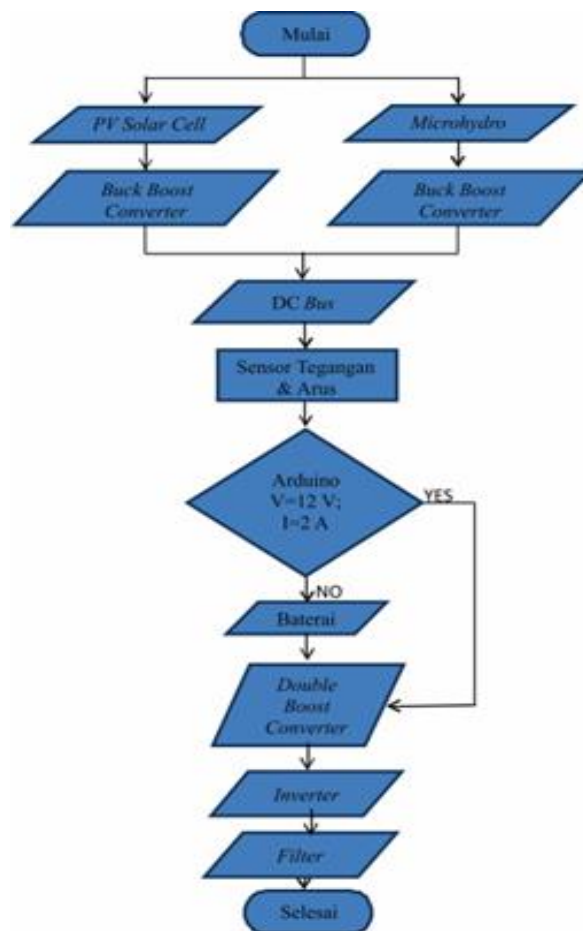 Mulai
PV Solar Cell
Microhydro
Buck Boost
Converter
Buck Boost
Converter
DC Bus
Sensor Tegangan
& Arus
Arduino
V=12 V;
I=2 A
YES
NO
Baterai
Double
Boost
Converter
Inverter
Filter
Selesai